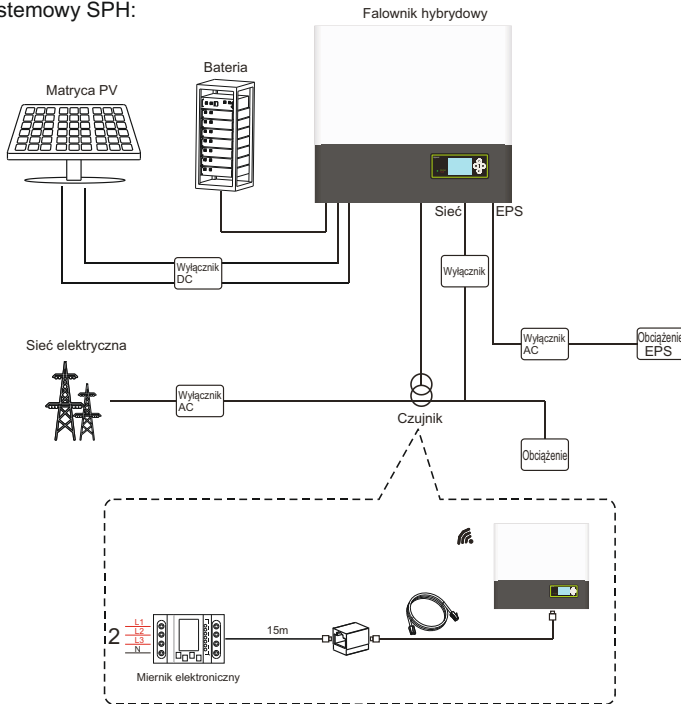 stemowy SPH:
Falownik hybrydowy
Bateria
Matryca PV
Sieć
EPS
Wyłącznik
DC
Wyłącznik
Wyłącznik
AC
Obciążenie
EPS
Sieć elektryczna
Wyłącznik
AC
Czujnik
Obciążenie
2
L1
L2
L3
N
15m
Miernik elektroniczny